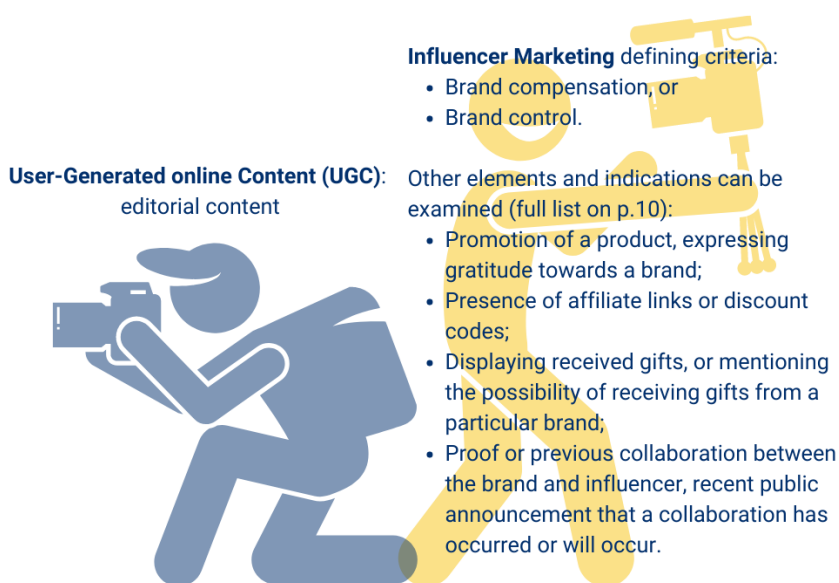 User-Generated online Content (UGC):
editorial content
Influencer Marketing defining criteria:
• Brand compensation, or
• Brand control.
Other elements and indications can be
examined (full list on p.10):
• Promotion of a product, expressing
gratitude towards a brand;
• Presence of affiliate links or discount
codes;
• Displaying received gifts, or mentioning
the possibility of receiving gifts from a
particular brand;
• Proof or previous collaboration between
the brand and influencer, recent public
announcement that a collaboration has
occurred or will occur.